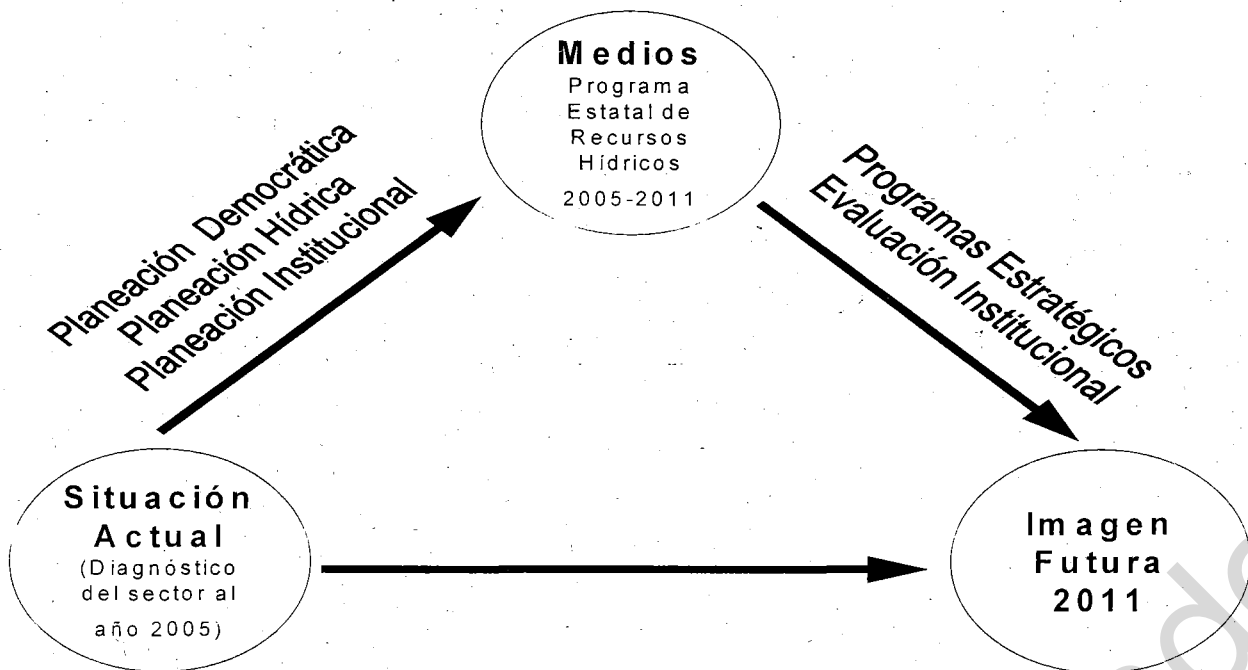 Medios
Programa
Estatal de
Recursos
Hídricos
2005-2011
Planeación Democrática
Planeación Hídrica
Planeación Institucional
Programas Estratégicos
Evaluación Institucional
Situación
Actual
(Diagnóstico
del sector al
año 2005)
Imagen
Futura
2011